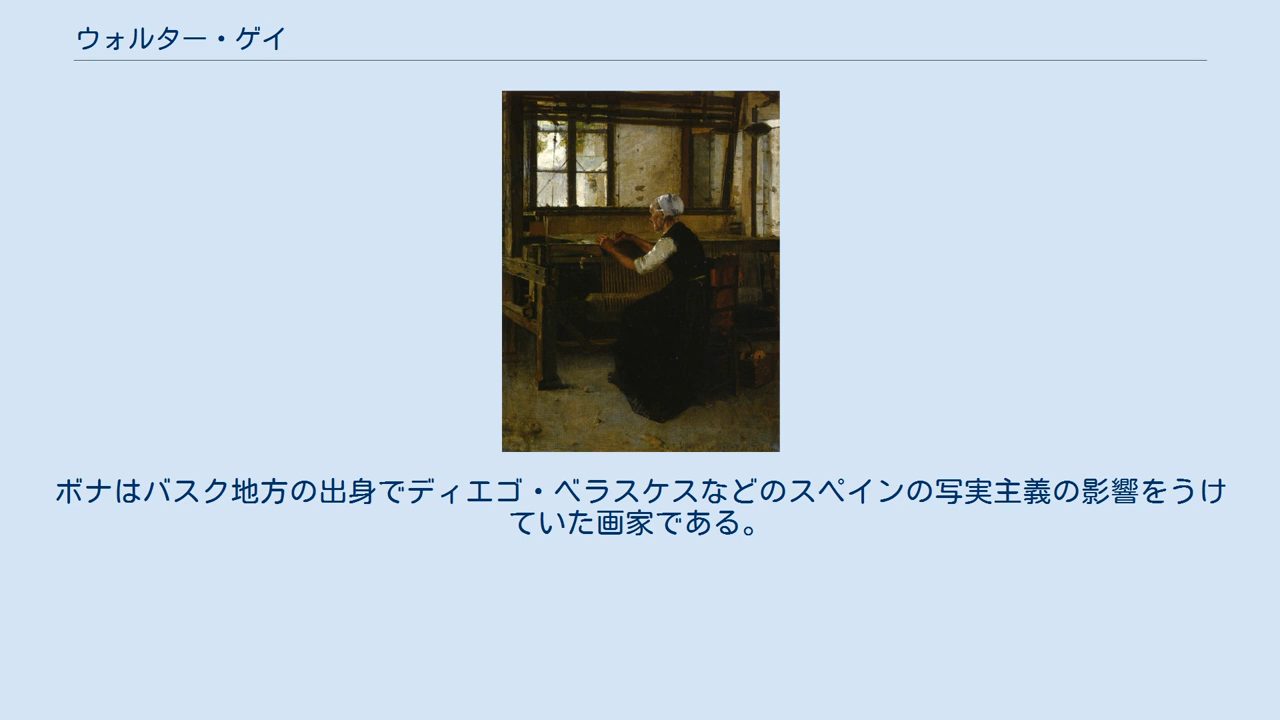 ウォルター・ゲイ
ボナはバスク地方の出身でディエゴ・ベラスケスなどのスペインの写実主義の影響をうけ
ていた画家である。